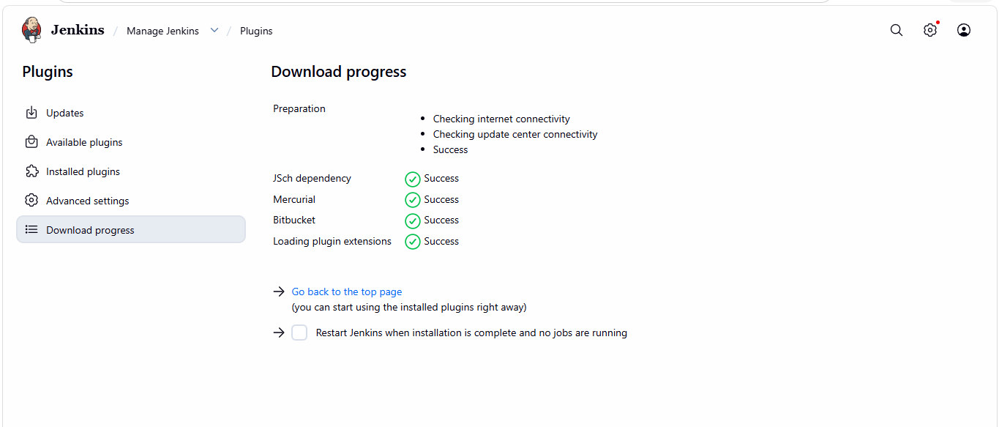 Jenkins / Manage Jenkins / Plugins
Plugins
Updates
Available plugins
Installed plugins
Advanced settings
Download progress
Download progress
Preparation
• Checking internet connectivity
• Checking update center connectivity
• Success
JSch dependency Success
Mercurial Success
Bitbucket Success
Loading plugin extensions Success
→ Go back to the top page
(you can start using the installed plugins right away)
→ Restart Jenkins when installation is complete and no jobs are running